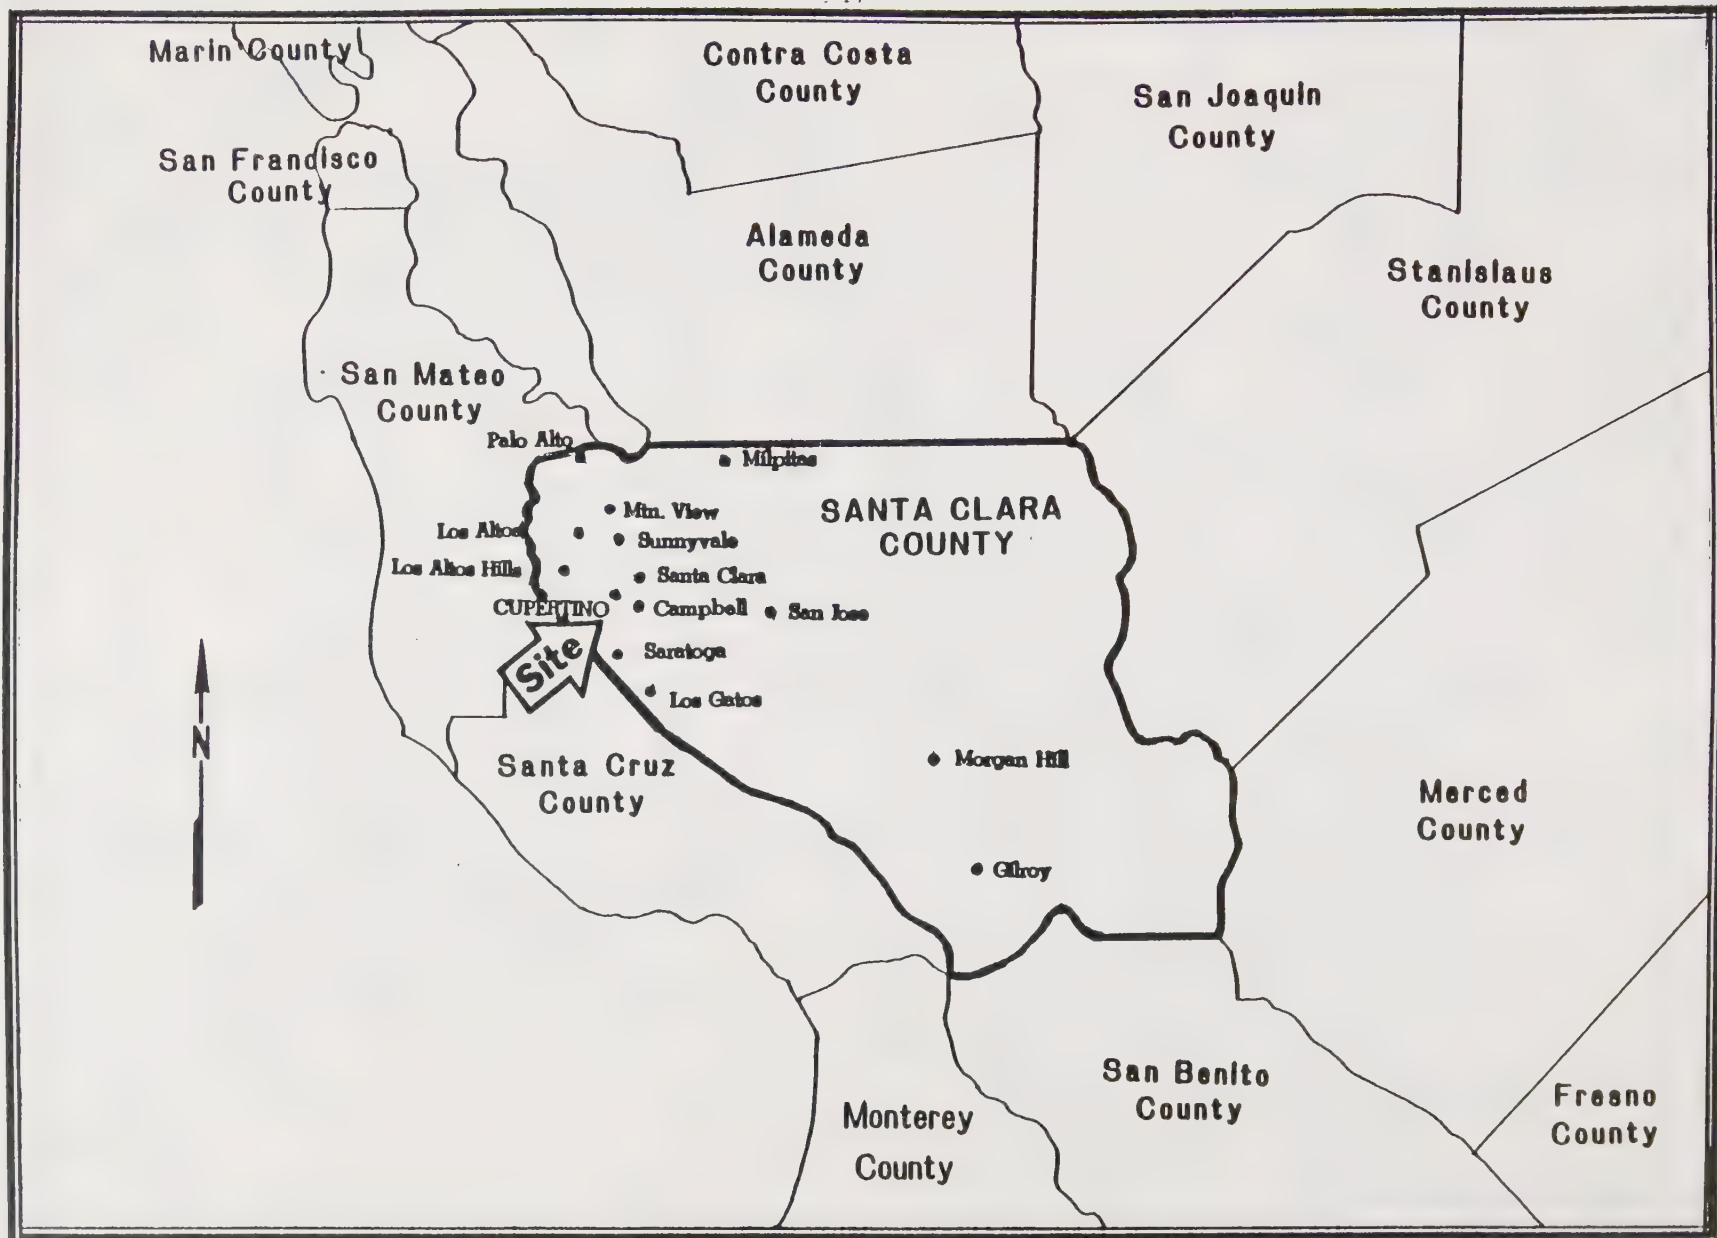 Marin County
Contra Costa
County
San Joaquin
County
San Francisco
County
Alameda
County
Stanislaus
County
San Mateo
County
Palo Alto
Milpitas
Mtn. View
SANTA CLARA
COUNTY
Los Altos
Sunnyvale
Los Altos Hills
Santa Clara
CUPERTINO
Campbell
San Jose
Site
Saratoga
Los Gatos
N
Santa Cruz
County
Morgan Hill
Merced
County
Gilroy
San Benito
County
Monterey
County
Fresno
County